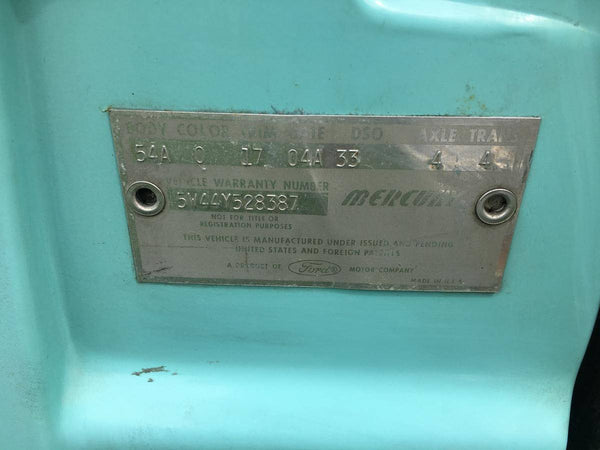 BODY COLOR TRIM DATE DSO AXLE TRANS
54A O 17 04A 33 4 4
VEHICLE WARRANTY NUMBER
5W44Y528387
MERCURY
NOT FOR TITLE OR
REGISTRATION PURPOSES
THIS VEHICLE IS MANUFACTURED UNDER ISSUED AND PENDING
UNITED STATES AND FOREIGN PATENTS
A PRODUCT OF Ford MOTOR COMPANY
MADE IN U.S.A.